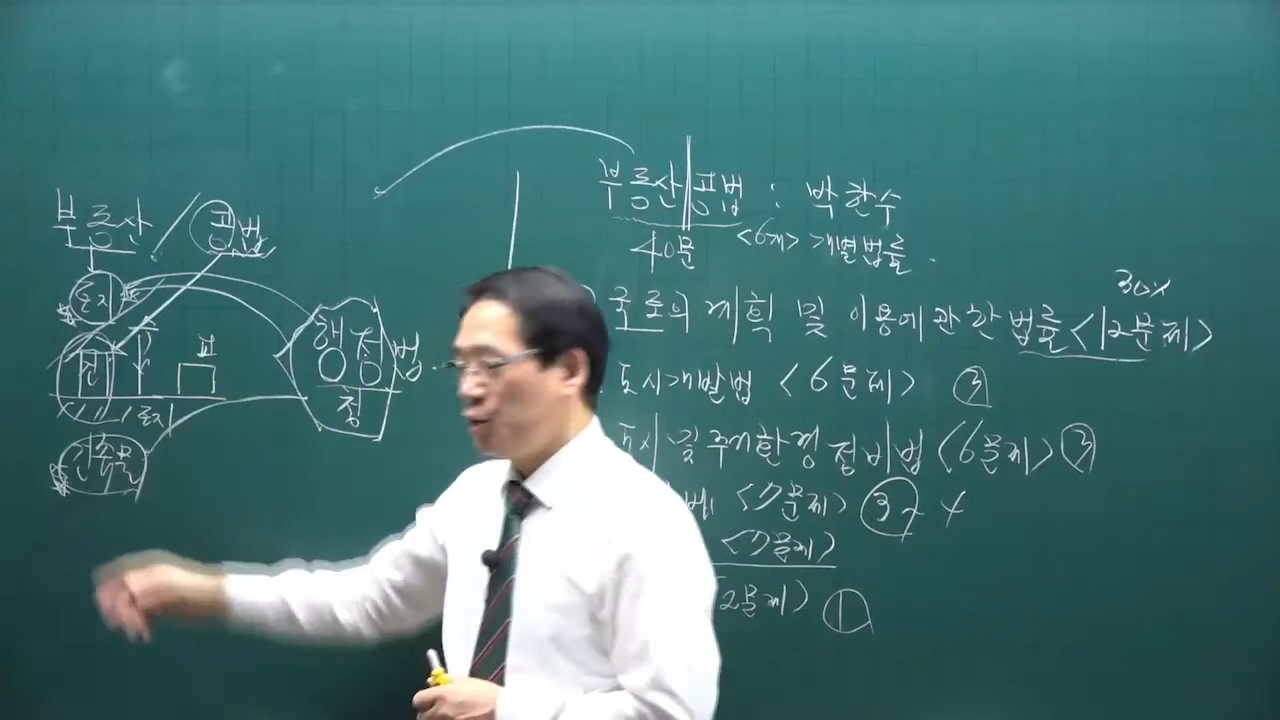 부동산 / 공법
토지
건
토지
건축물
행정법
정
부동산 공법 : 박한수
40문 <6개> 개별법률.
30%
국토의 계획 및 이용에 관한 법률 <12문제>
도시개발법 <6문제> ③
도시 및 주거환경정비법 <6문제> ③
<7문제> ③
<7문제>
2문제> ①